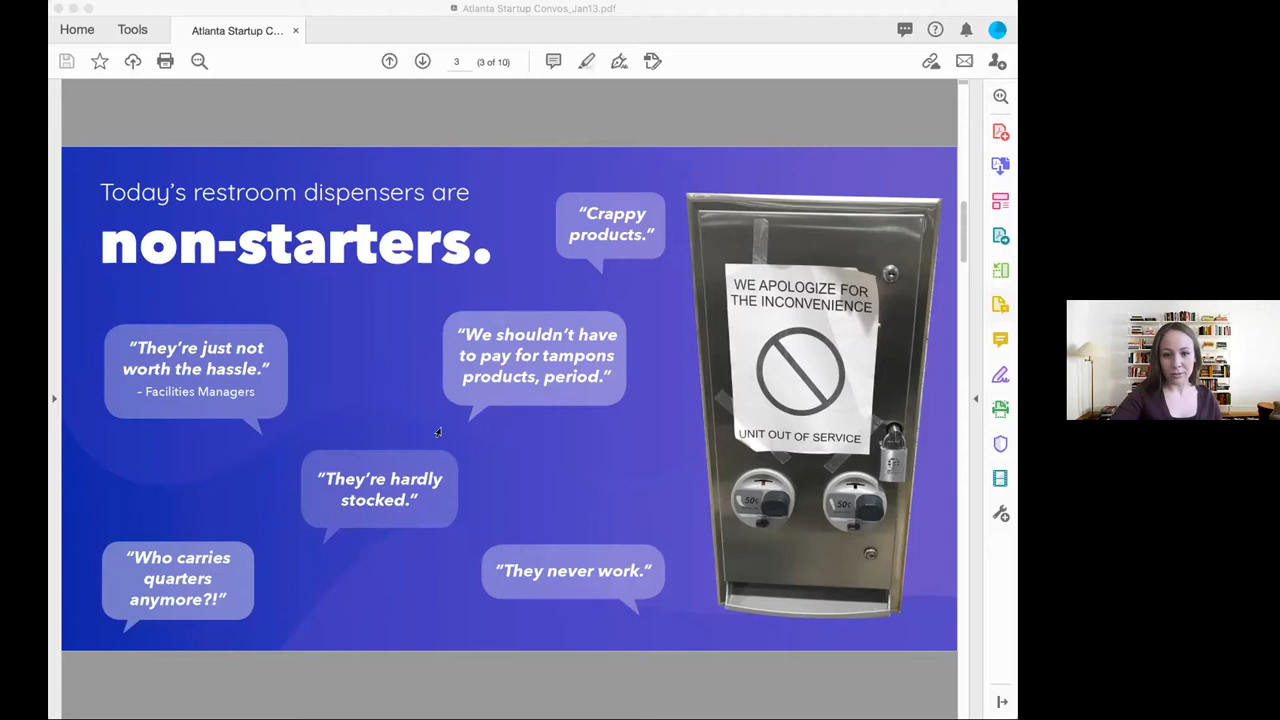 Atlanta Startup Convos_Jan13.pdf
Home
Tools
Atlanta Startup C...
3
(3 of 10)
Today's restroom dispensers are
non-starters.
“Crappy
products.”
“They're just not
worth the hassle.”
– Facilities Managers
“We shouldn't have
to pay for tampons
products, period.”
“They're hardly
stocked.”
“Who carries
quarters
anymore?!”
“They never work.”
WE APOLOGIZE FOR
THE INCONVENIENCE
UNIT OUT OF SERVICE
50¢
50¢